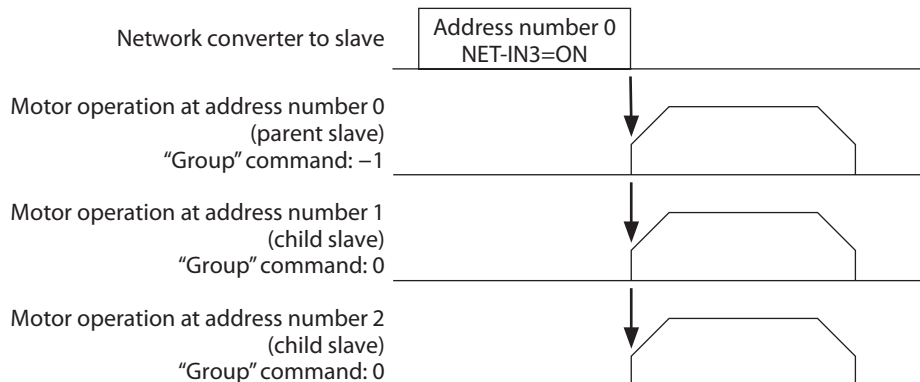 Network converter to slave
Address number 0
NET-IN3=ON
Motor operation at address number 0
(parent slave)
“Group” command: −1
Motor operation at address number 1
(child slave)
“Group” command: 0
Motor operation at address number 2
(child slave)
“Group” command: 0